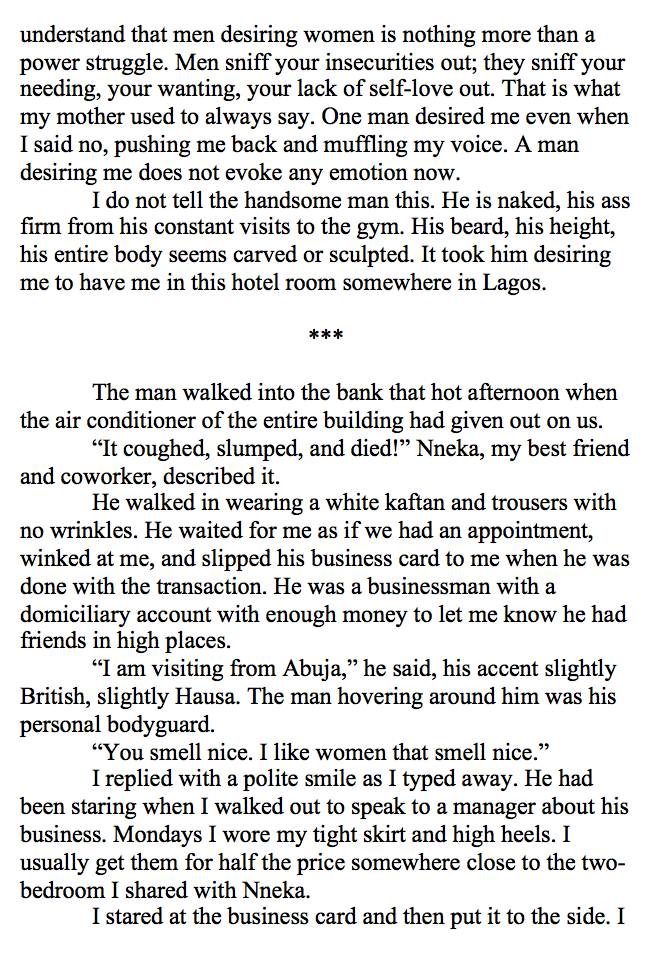 understand that men desiring women is nothing more than a
power struggle. Men sniff your insecurities out; they sniff your
needing, your wanting, your lack of self-love out. That is what
my mother used to always say. One man desired me even when
I said no, pushing me back and muffling my voice. A man
desiring me does not evoke any emotion now.
I do not tell the handsome man this. He is naked, his ass
firm from his constant visits to the gym. His beard, his height,
his entire body seems carved or sculpted. It took him desiring
me to have me in this hotel room somewhere in Lagos.
***
The man walked into the bank that hot afternoon when
the air conditioner of the entire building had given out on us.
“It coughed, slumped, and died!” Nneka, my best friend
and coworker, described it.
He walked in wearing a white kaftan and trousers with
no wrinkles. He waited for me as if we had an appointment,
winked at me, and slipped his business card to me when he was
done with the transaction. He was a businessman with a
domiciliary account with enough money to let me know he had
friends in high places.
“I am visiting from Abuja,” he said, his accent slightly
British, slightly Hausa. The man hovering around him was his
personal bodyguard.
“You smell nice. I like women that smell nice.”
I replied with a polite smile as I typed away. He had
been staring when I walked out to speak to a manager about his
business. Mondays I wore my tight skirt and high heels. I
usually get them for half the price somewhere close to the two-
bedroom I shared with Nneka.
I stared at the business card and then put it to the side. I